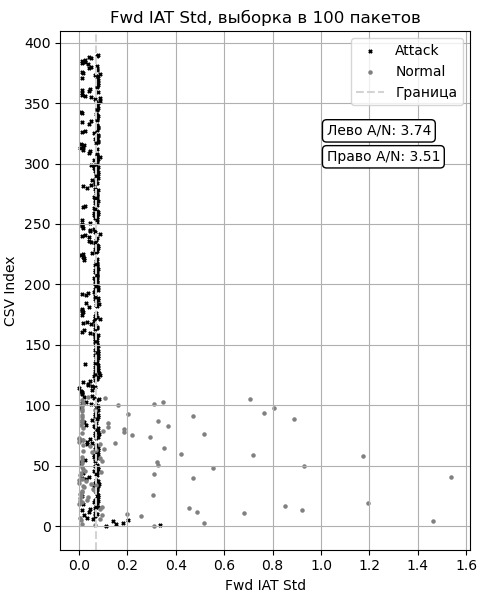 Fwd IAT Std, выборка в 100 пакетов
400
350
300
250
200
150
100
50
0
CSV Index
Attack
Normal
Граница
Лево A/N: 3.74
Право A/N: 3.51
0.0 0.2 0.4 0.6 0.8 1.0 1.2 1.4 1.6
Fwd IAT Std